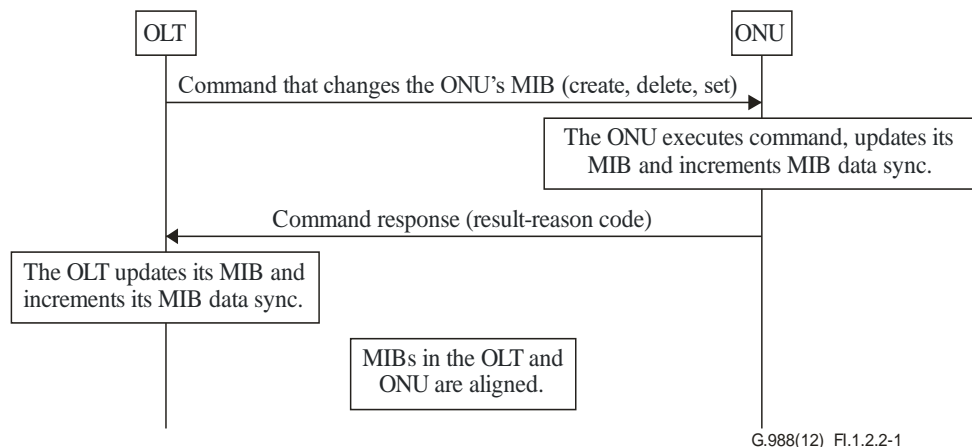 OLT
ONU
Command that changes the ONU's MIB (create, delete, set)
The ONU executes command, updates its
MIB and increments MIB data sync.
Command response (result-reason code)
The OLT updates its MIB and
increments its MIB data sync.
MIBs in the OLT and
ONU are aligned.
G.988(12)_FI.1.2.2-1